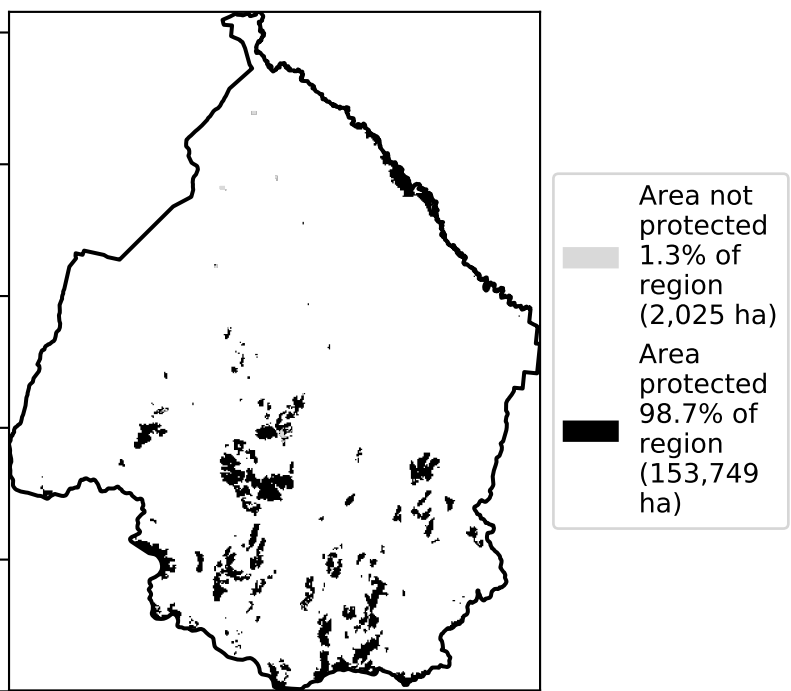 Area not
protected
1.3% of
region
(2,025 ha)
Area
protected
98.7% of
region
(153,749
ha)